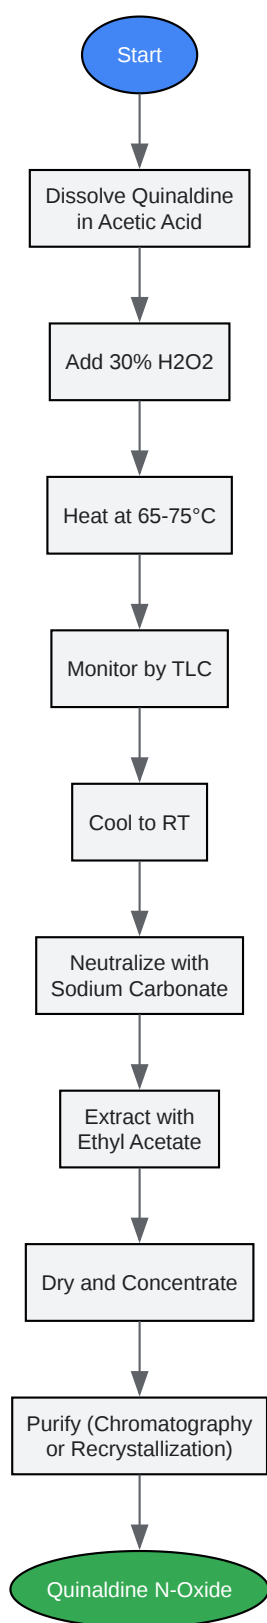 Start
Dissolve Quinaldine
in Acetic Acid
Add 30% H2O2
Heat at 65-75°C
Monitor by TLC
Cool to RT
Neutralize with
Sodium Carbonate
Extract with
Ethyl Acetate
Dry and Concentrate
Purify (Chromatography
or Recrystallization)
Quinaldine N-Oxide